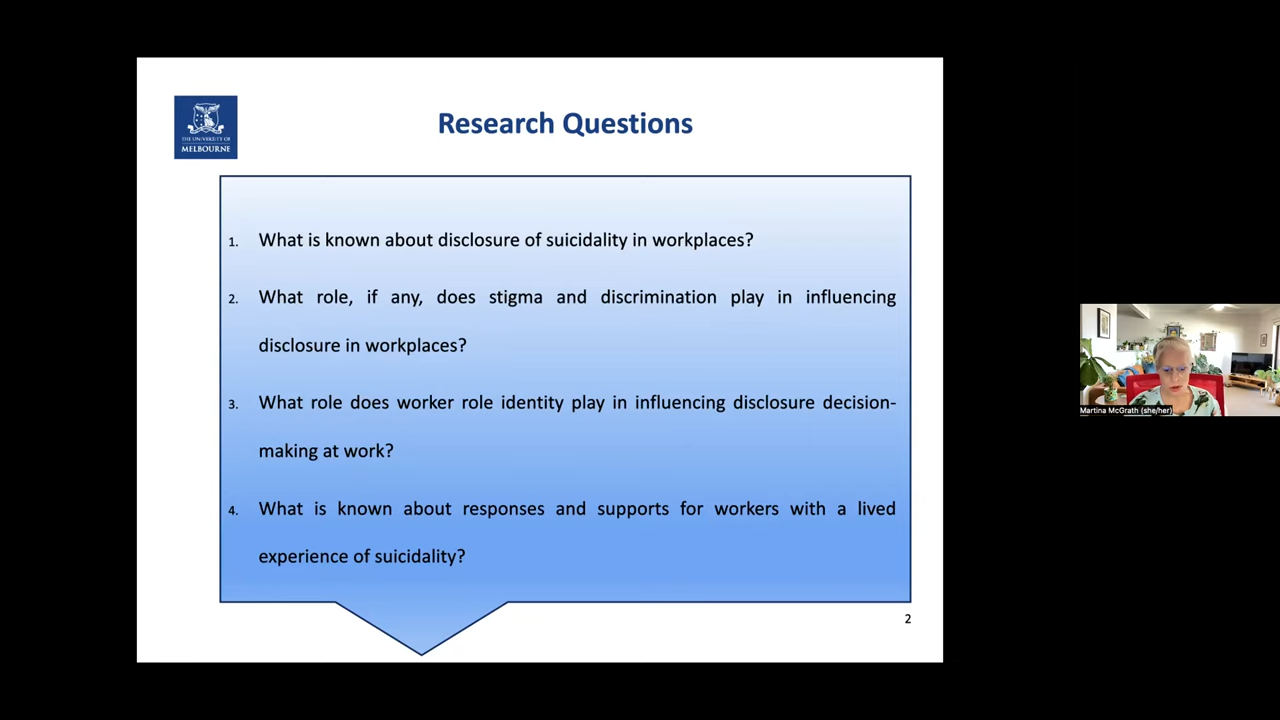 THE UNIVERSITY OF
MELBOURNE
Research Questions
1. What is known about disclosure of suicidality in workplaces?
2. What role, if any, does stigma and discrimination play in influencing
disclosure in workplaces?
3. What role does worker role identity play in influencing disclosure decision-
making at work?
4. What is known about responses and supports for workers with a lived
experience of suicidality?
2
Martina McGrath (she/her)